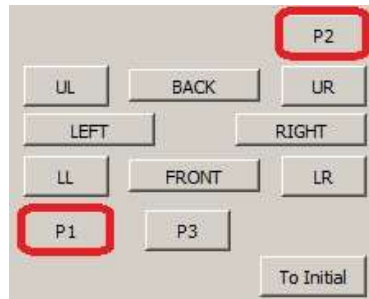 P2
UL BACK UR
LEFT RIGHT
LL FRONT LR
P1 P3
To Initial